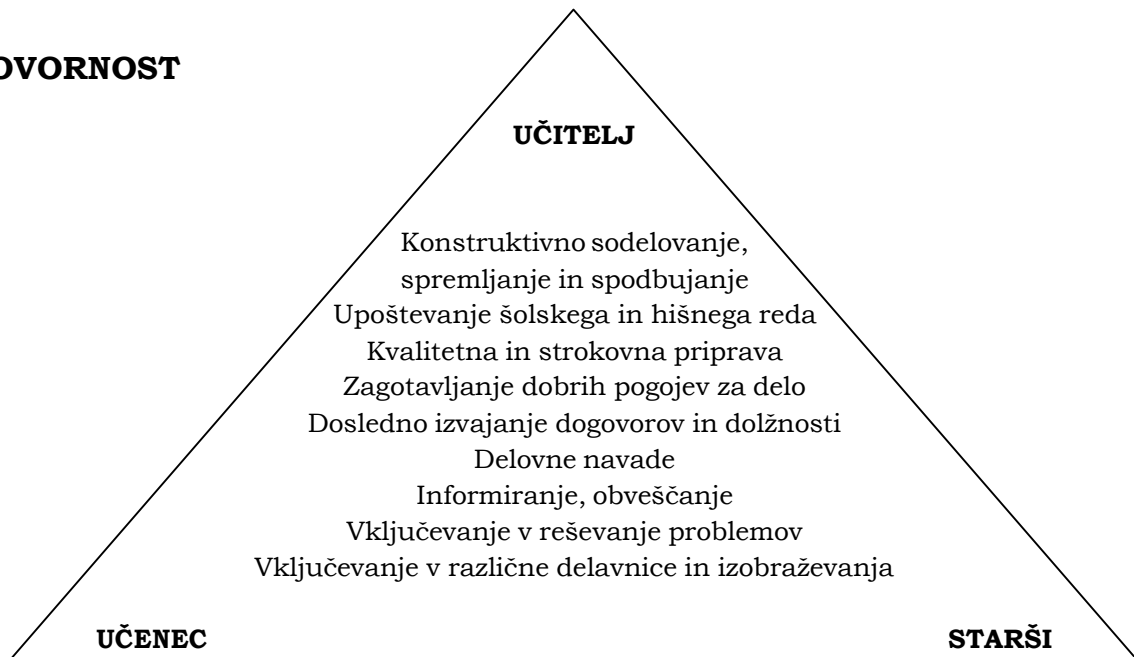 OVORNOST
UČITELJ
Konstruktivno sodelovanje,
spremljanje in spodbujanje
Upoštevanje šolskega in hišnega reda
Kvalitetna in strokovna priprava
Zagotavljanje dobrih pogojev za delo
Dosledno izvajanje dogovorov in dolžnosti
Delovne navade
Informiranje, obveščanje
Vključevanje v reševanje problemov
Vključevanje v različne delavnice in izobraževanja
UČENEC STARŠI